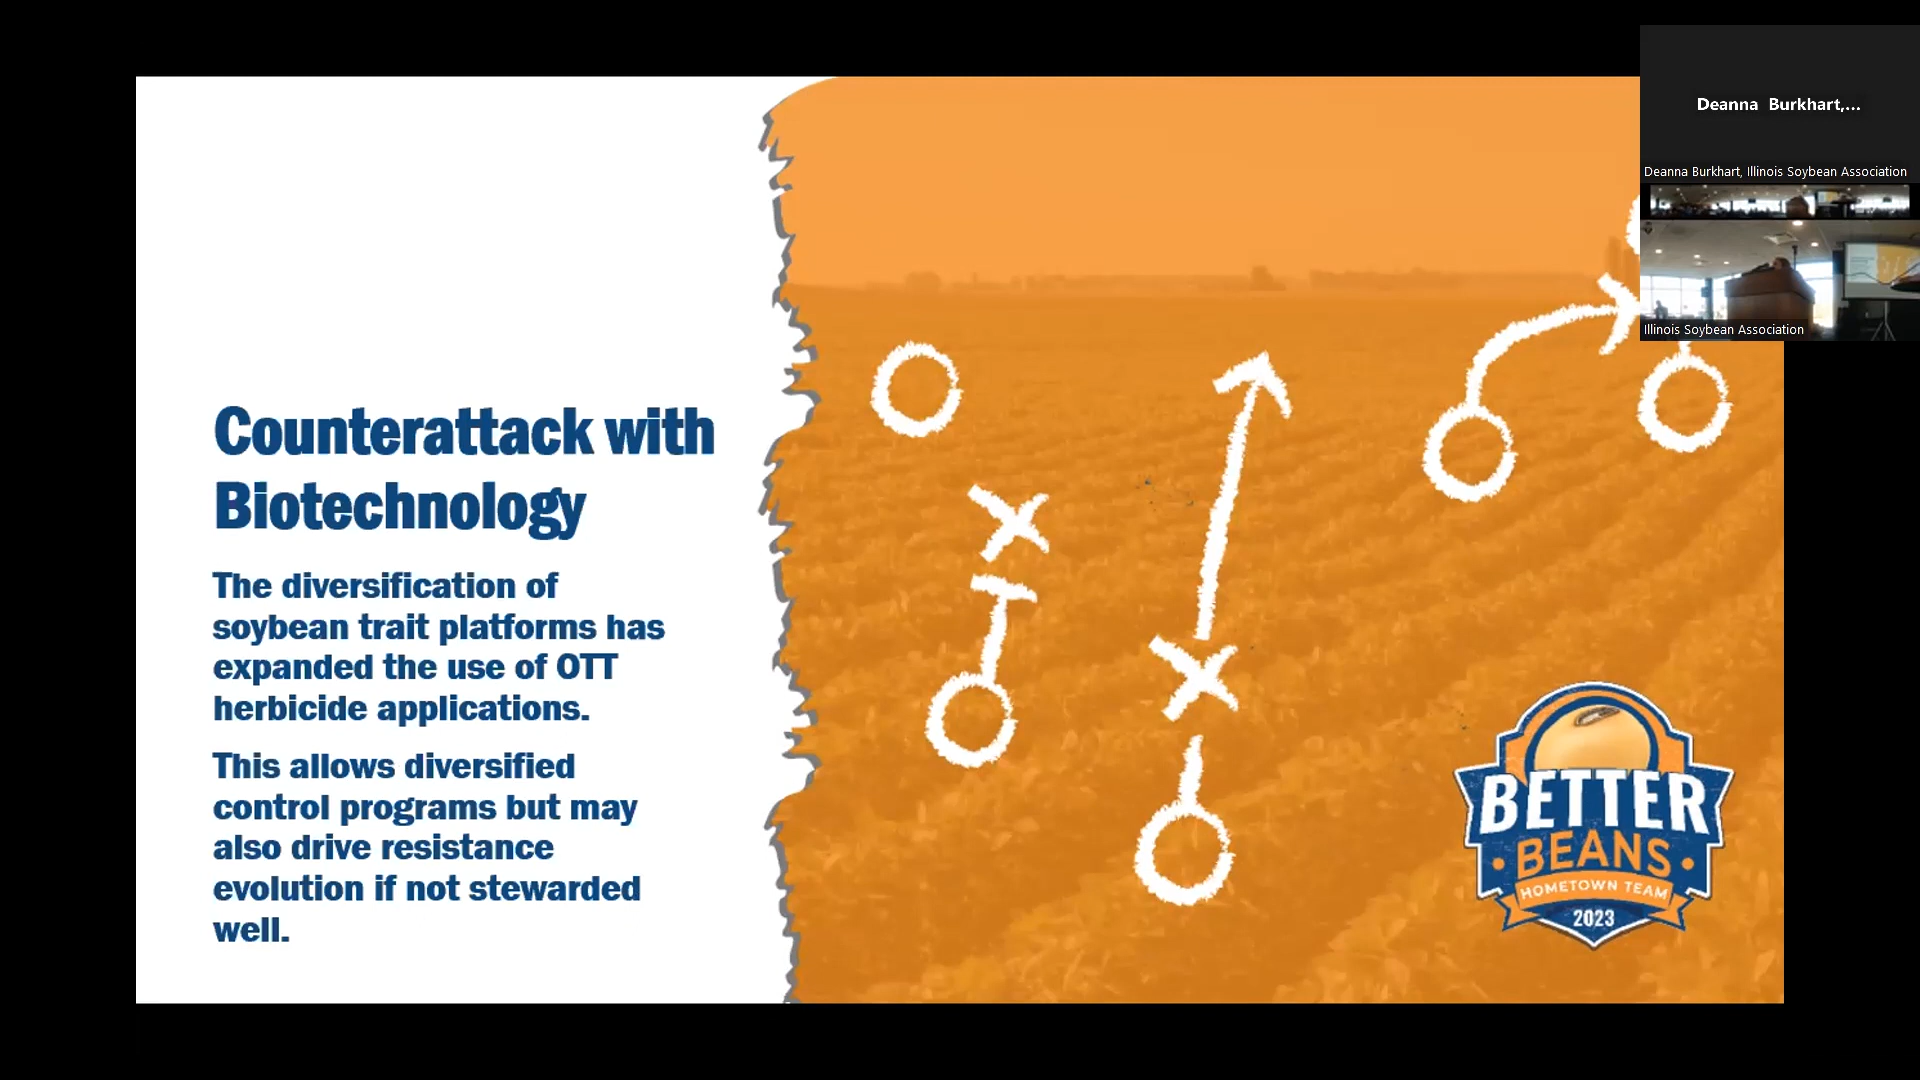 Counterattack with
Biotechnology
The diversification of
soybean trait platforms has
expanded the use of OTT
herbicide applications.
This allows diversified
control programs but may
also drive resistance
evolution if not stewarded
well.
BETTER
BEANS
HOMETOWN TEAM
2023
Deanna Burkhart,...
Deanna Burkhart, Illinois Soybean Association
Illinois Soybean Association